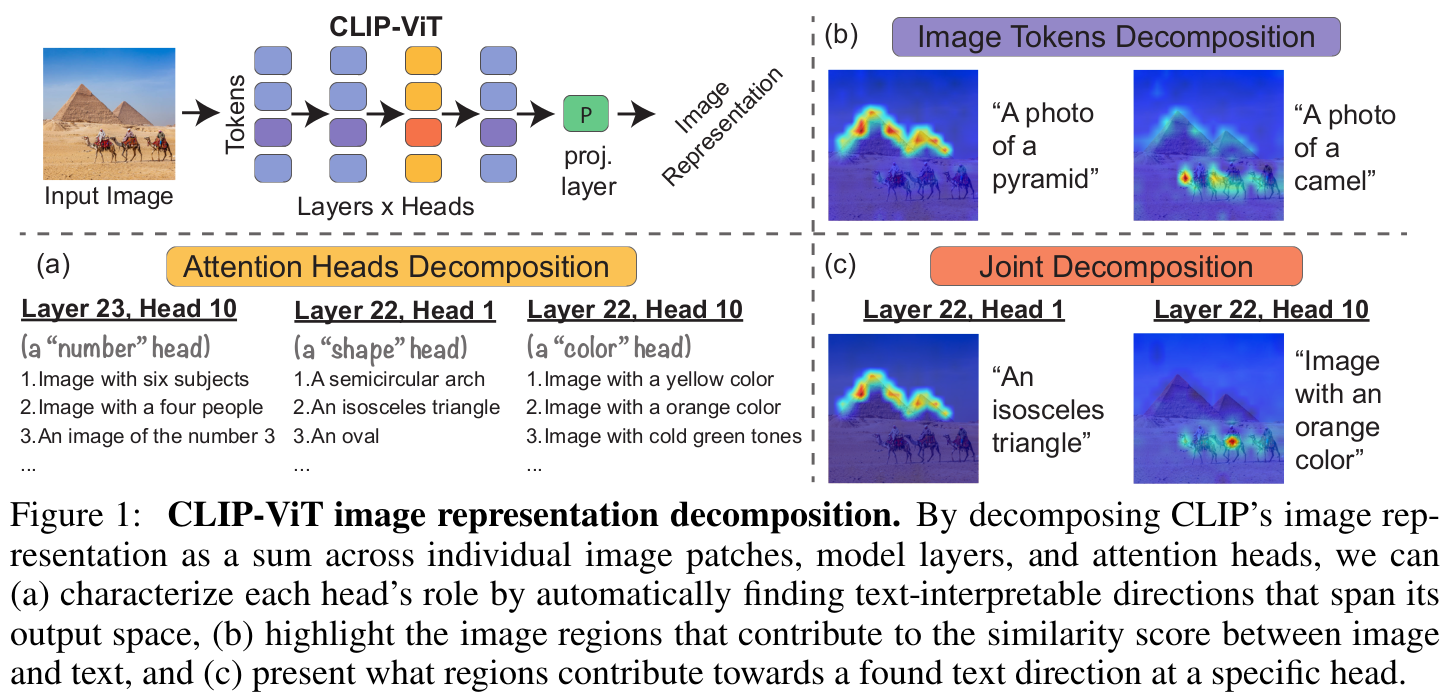 CLIP-ViT
Tokens
Input Image
Layers x Heads
P
proj.
layer
Image
Representation
(b)
Image Tokens Decomposition
“A photo
of a
pyramid”
“A photo
of a
camel”
(a)
Attention Heads Decomposition
Layer 23, Head 10
(a “number” head)
1.Image with six subjects
2.Image with a four people
3.An image of the number 3
...
Layer 22, Head 1
(a “shape” head)
1.A semicircular arch
2.An isosceles triangle
3.An oval
...
Layer 22, Head 10
(a “color” head)
1.Image with a yellow color
2.Image with a orange color
3.Image with cold green tones
...
(c)
Joint Decomposition
Layer 22, Head 1
“An
isosceles
triangle”
Layer 22, Head 10
“Image
with an
orange
color”
Figure 1: CLIP-ViT image representation decomposition. By decomposing CLIP’s image rep-
resentation as a sum across individual image patches, model layers, and attention heads, we can
(a) characterize each head’s role by automatically finding text-interpretable directions that span its
output space, (b) highlight the image regions that contribute to the similarity score between image
and text, and (c) present what regions contribute towards a found text direction at a specific head.